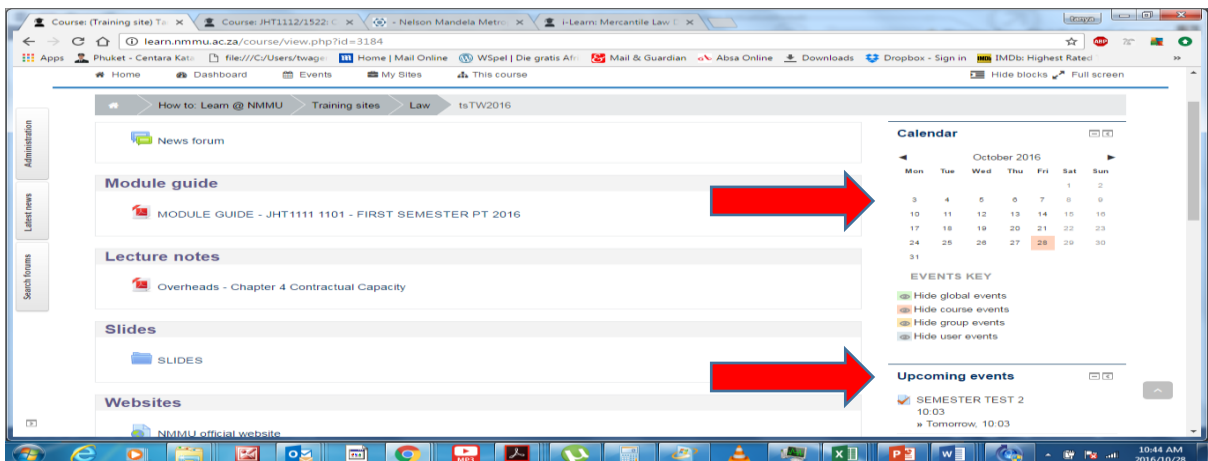 Course: (Training site) Ta
Course: JHT1112/1522: C
- Nelson Mandela Metro
i-Learn: Mercantile Law D
learn.nmmu.ac.za/course/view.php?id=3184
ABP
Apps
Phuket - Centara Kata
file:///C:/Users/twage
Home | Mail Online
WSpel | Die gratis Afri
Mail & Guardian
Absa Online
Downloads
Dropbox - Sign in
IMDb: Highest Rated
»
Home
Dashboard
Events
My Sites
This course
Hide blocks
Full screen
How to: Learn @ NMMU
Training sites
Law
tsTW2016
Administration
Latest news
Search forums
News forum
Module guide
MODULE GUIDE - JHT1111 1101 - FIRST SEMESTER PT 2016
Lecture notes
Overheads - Chapter 4 Contractual Capacity
Slides
SLIDES
Websites
NMMU official website
Calendar
October 2016
Mon Tue Wed Thu Fri Sat Sun
1 2
3 4 5 6 7 8 9
10 11 12 13 14 15 16
17 18 19 20 21 22 23
24 25 26 27 28 29 30
31
EVENTS KEY
Hide global events
Hide course events
Hide group events
Hide user events
Upcoming events
SEMESTER TEST 2
10:03
» Tomorrow, 10:03
10:44 AM
2016/10/28